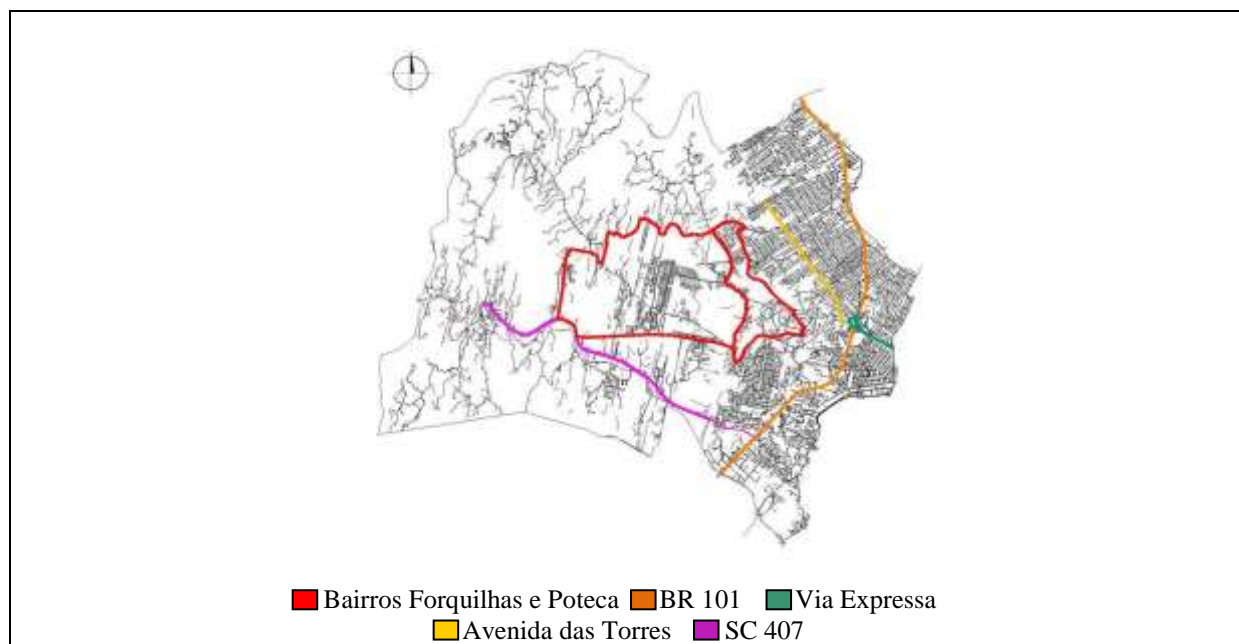 Bairros Forquilhas e Poteca BR 101 Via Expressa
Avenida das Torres SC 407